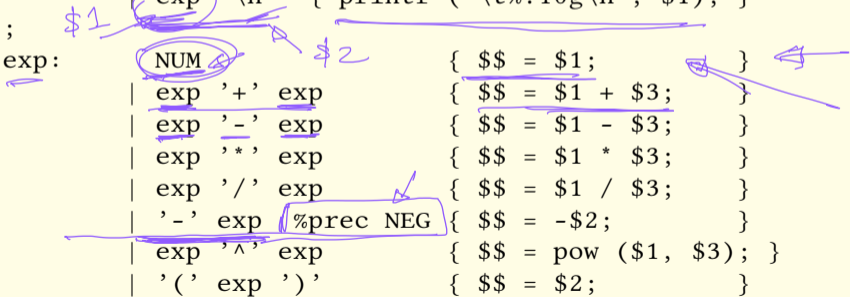 exp '\n' { printf ( "\t%.10g\n", $1); }
; $1
$2
exp: NUM { $$ = $1; }
| exp '+' exp { $$ = $1 + $3; }
| exp '-' exp { $$ = $1 - $3; }
| exp '*' exp { $$ = $1 * $3; }
| exp '/' exp { $$ = $1 / $3; }
| '-' exp %prec NEG { $$ = -$2; }
| exp '^' exp { $$ = pow ($1, $3); }
| '(' exp ')' { $$ = $2; }